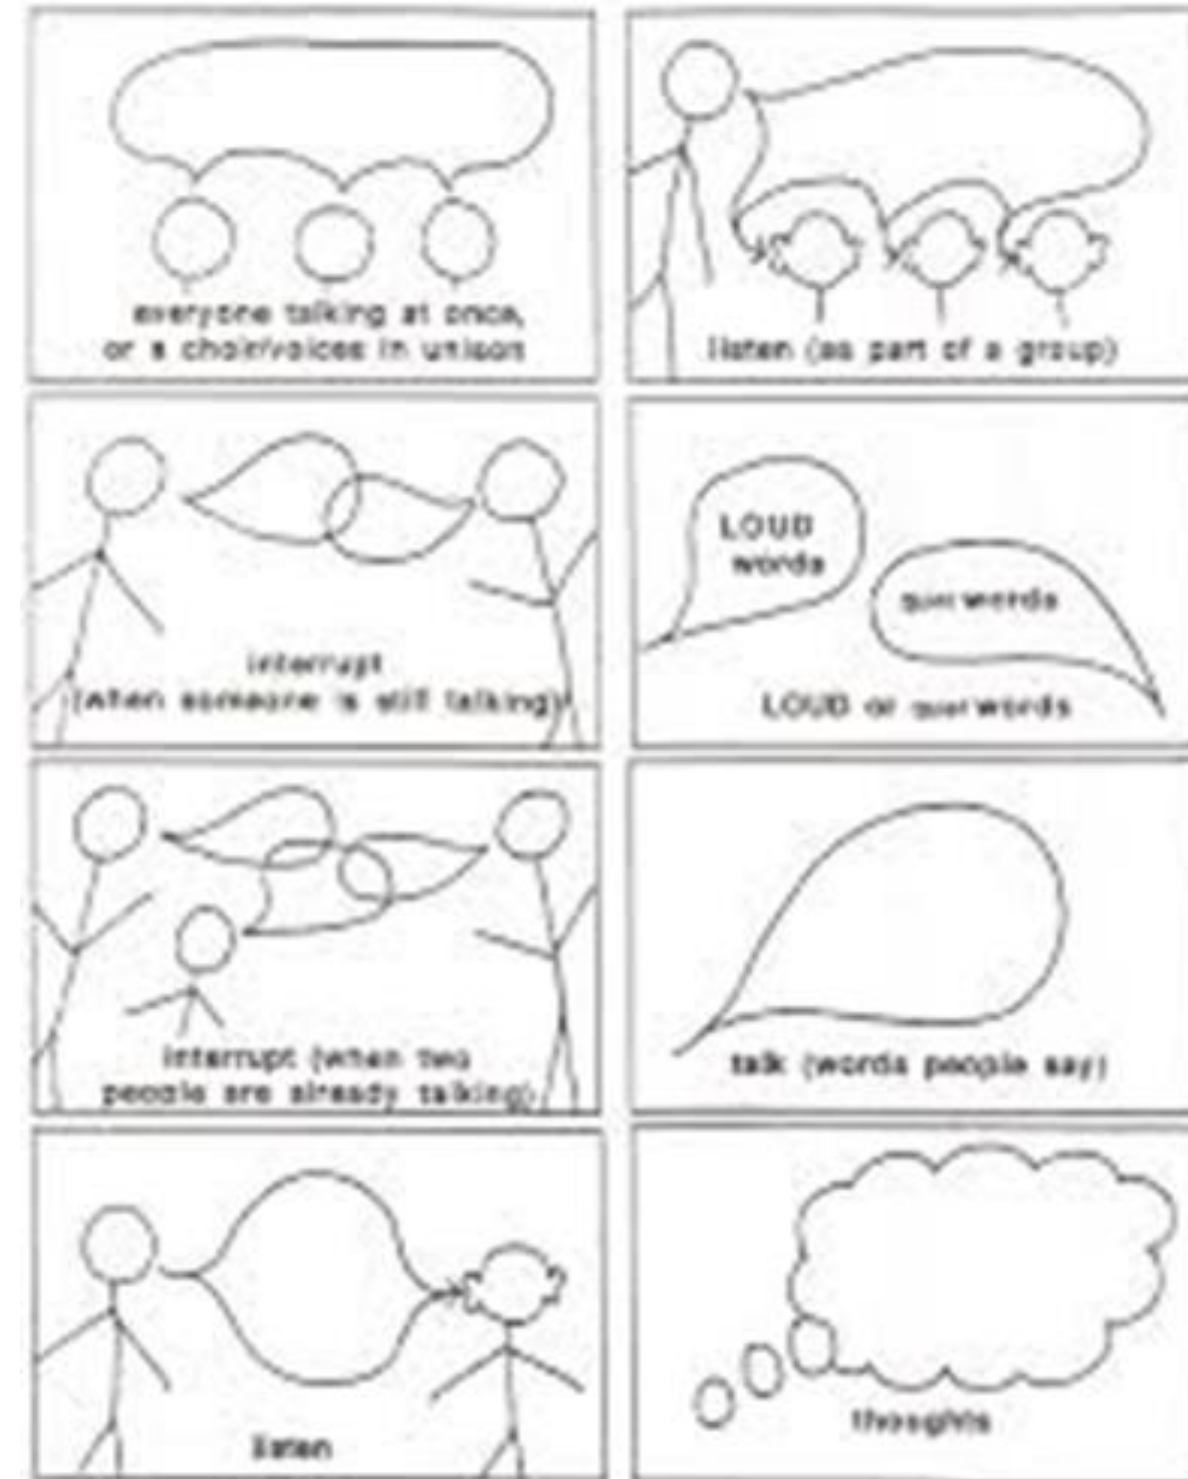 everyone talking at once,
or a choir/voices in unison
listen (as part of a group)
interrupt
(when someone is still talking)
LOUD
words
quiet words
LOUD or quiet words
interrupt (when two
people are already talking)
talk (words people say)
listen
thoughts